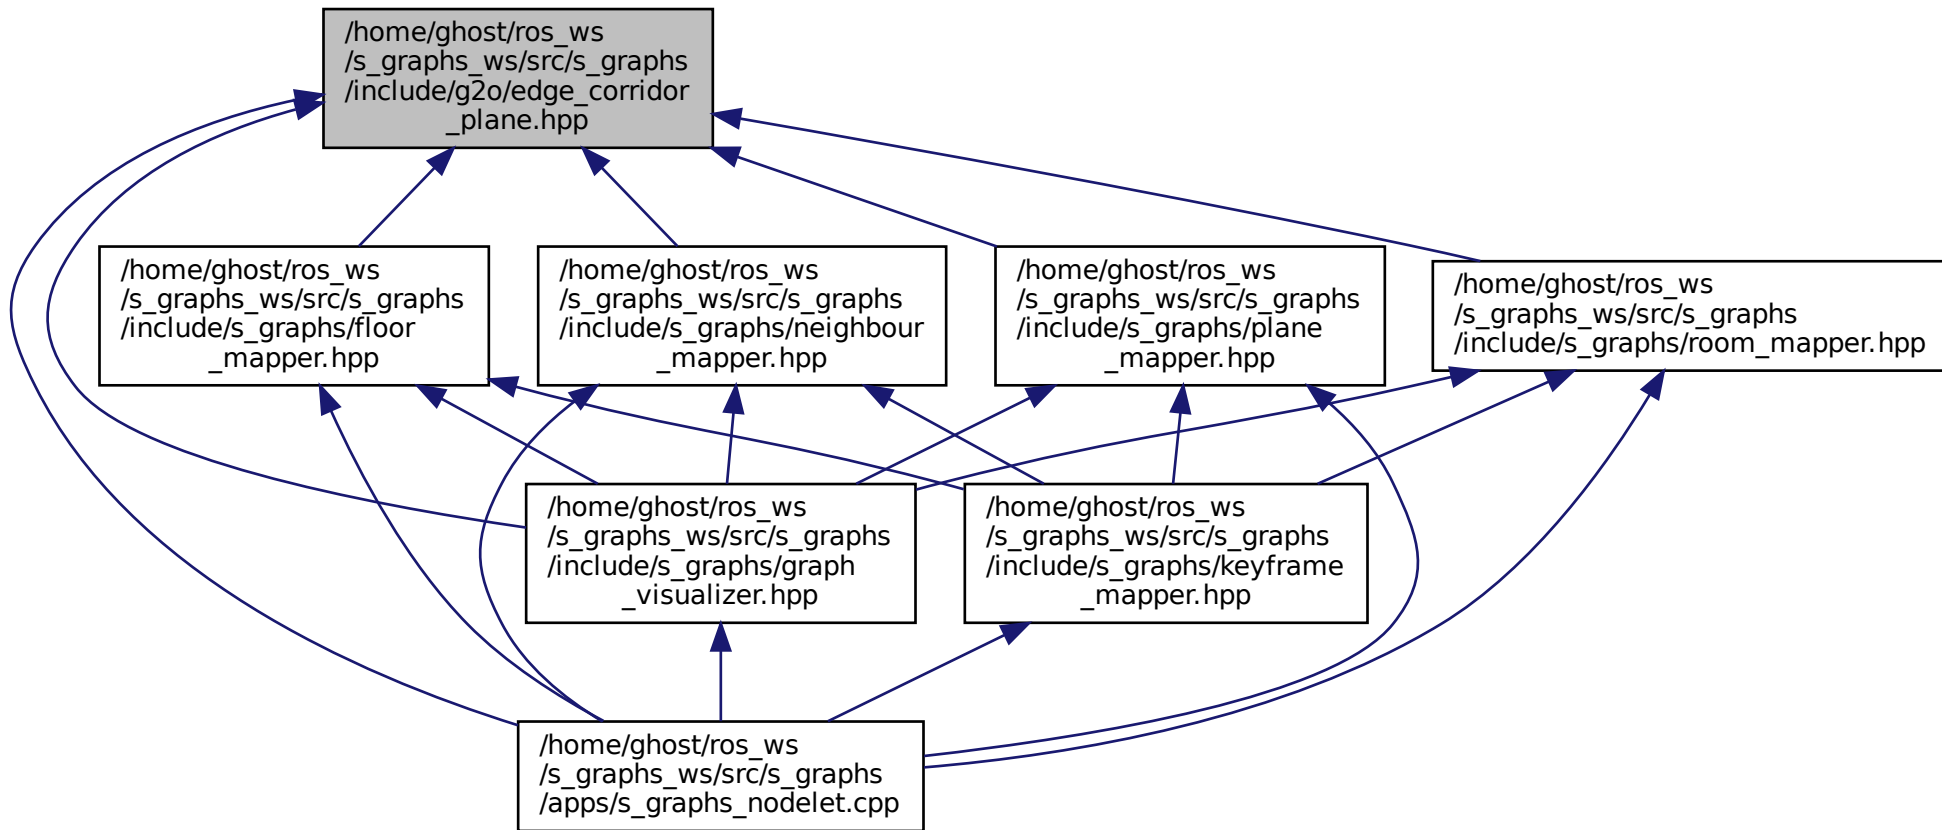 /home/ghost/ros_ws
/s_graphs_ws/src/s_graphs
/include/g2o/edge_corridor
_plane.hpp
/home/ghost/ros_ws
/s_graphs_ws/src/s_graphs
/include/s_graphs/floor
_mapper.hpp
/home/ghost/ros_ws
/s_graphs_ws/src/s_graphs
/include/s_graphs/neighbour
_mapper.hpp
/home/ghost/ros_ws
/s_graphs_ws/src/s_graphs
/include/s_graphs/plane
_mapper.hpp
/home/ghost/ros_ws
/s_graphs_ws/src/s_graphs
/include/s_graphs/room_mapper.hpp
/home/ghost/ros_ws
/s_graphs_ws/src/s_graphs
/include/s_graphs/graph
_visualizer.hpp
/home/ghost/ros_ws
/s_graphs_ws/src/s_graphs
/include/s_graphs/keyframe
_mapper.hpp
/home/ghost/ros_ws
/s_graphs_ws/src/s_graphs
/apps/s_graphs_nodelet.cpp